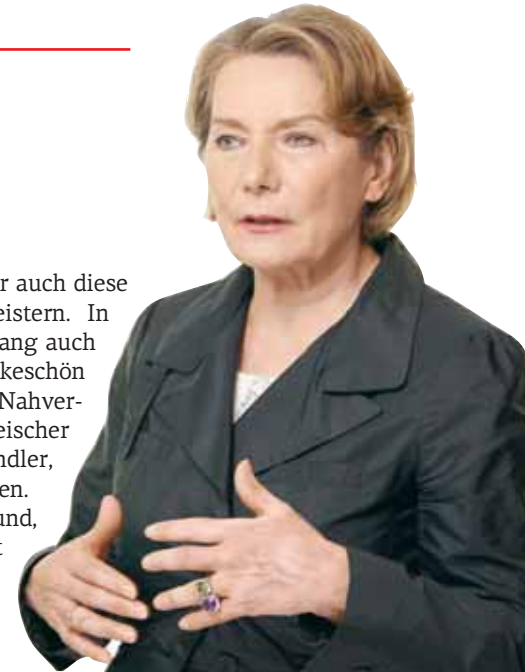 r auch diese
eistern. In
ang auch
keschön
Nahver-
eischer
ndler,
en.
und,
t